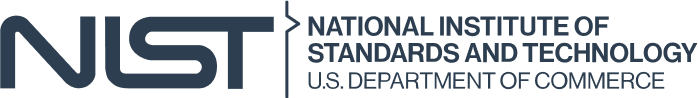 NIST
NATIONAL INSTITUTE OF
STANDARDS AND TECHNOLOGY
U.S. DEPARTMENT OF COMMERCE